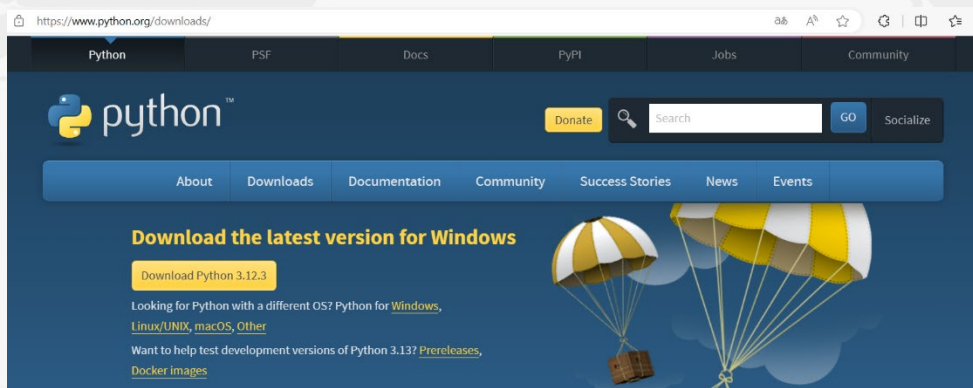 https://www.python.org/downloads/
Python PSF Docs PyPI Jobs Community
python™
Donate Search GO Socialize
About Downloads Documentation Community Success Stories News Events
Download the latest version for Windows
Download Python 3.12.3
Looking for Python with a different OS? Python for Windows,
Linux/UNIX, macOS, Other
Want to help test development versions of Python 3.13? Prereleases,
Docker images